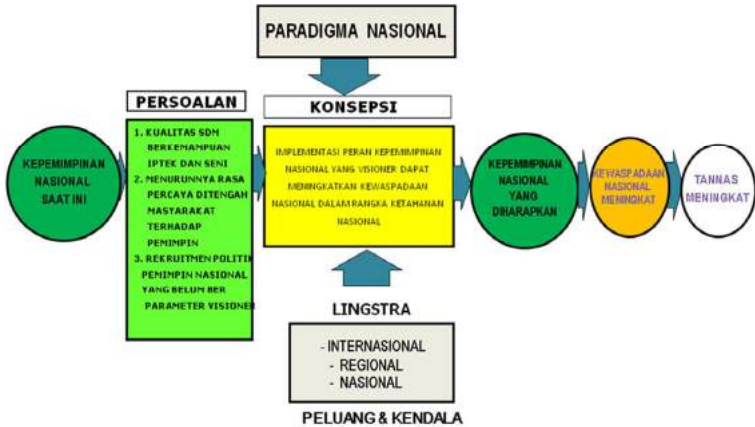 PARADIGMA NASIONAL
PERSOALAN
KONSEPSI
KEPEMIMPINAN
NASIONAL
SAAT INI
1. KUALITAS SDM
BERKEMAMPUAN
IPTEK DAN SENI
2. MENURUNNYA RASA
PERCAYA DITENGAH
MASYARAKAT
TERHADAP
PEMIMPIN
3. REKRUITMEN POLITIK
PEMIMPIN NASIONAL
YANG BELUM BER
PARAMETER VISIONER
IMPLEMENTASI PERAN KEPEMIMPINAN
NASIONAL YANG VISIONER DAPAT
MENINGKATKAN KEWASPADAAN
NASIONAL DALAM RANGKA KETAHANAN
NASIONAL
KEPEMIMPINAN
NASIONAL
YANG
DIHARAPKAN
KEWASPADAAN
NASIONAL
MENINGKAT
TANNAS
MENINGKAT
LINGSTRA
- INTERNASIONAL
- REGIONAL
- NASIONAL
PELUANG & KENDALA